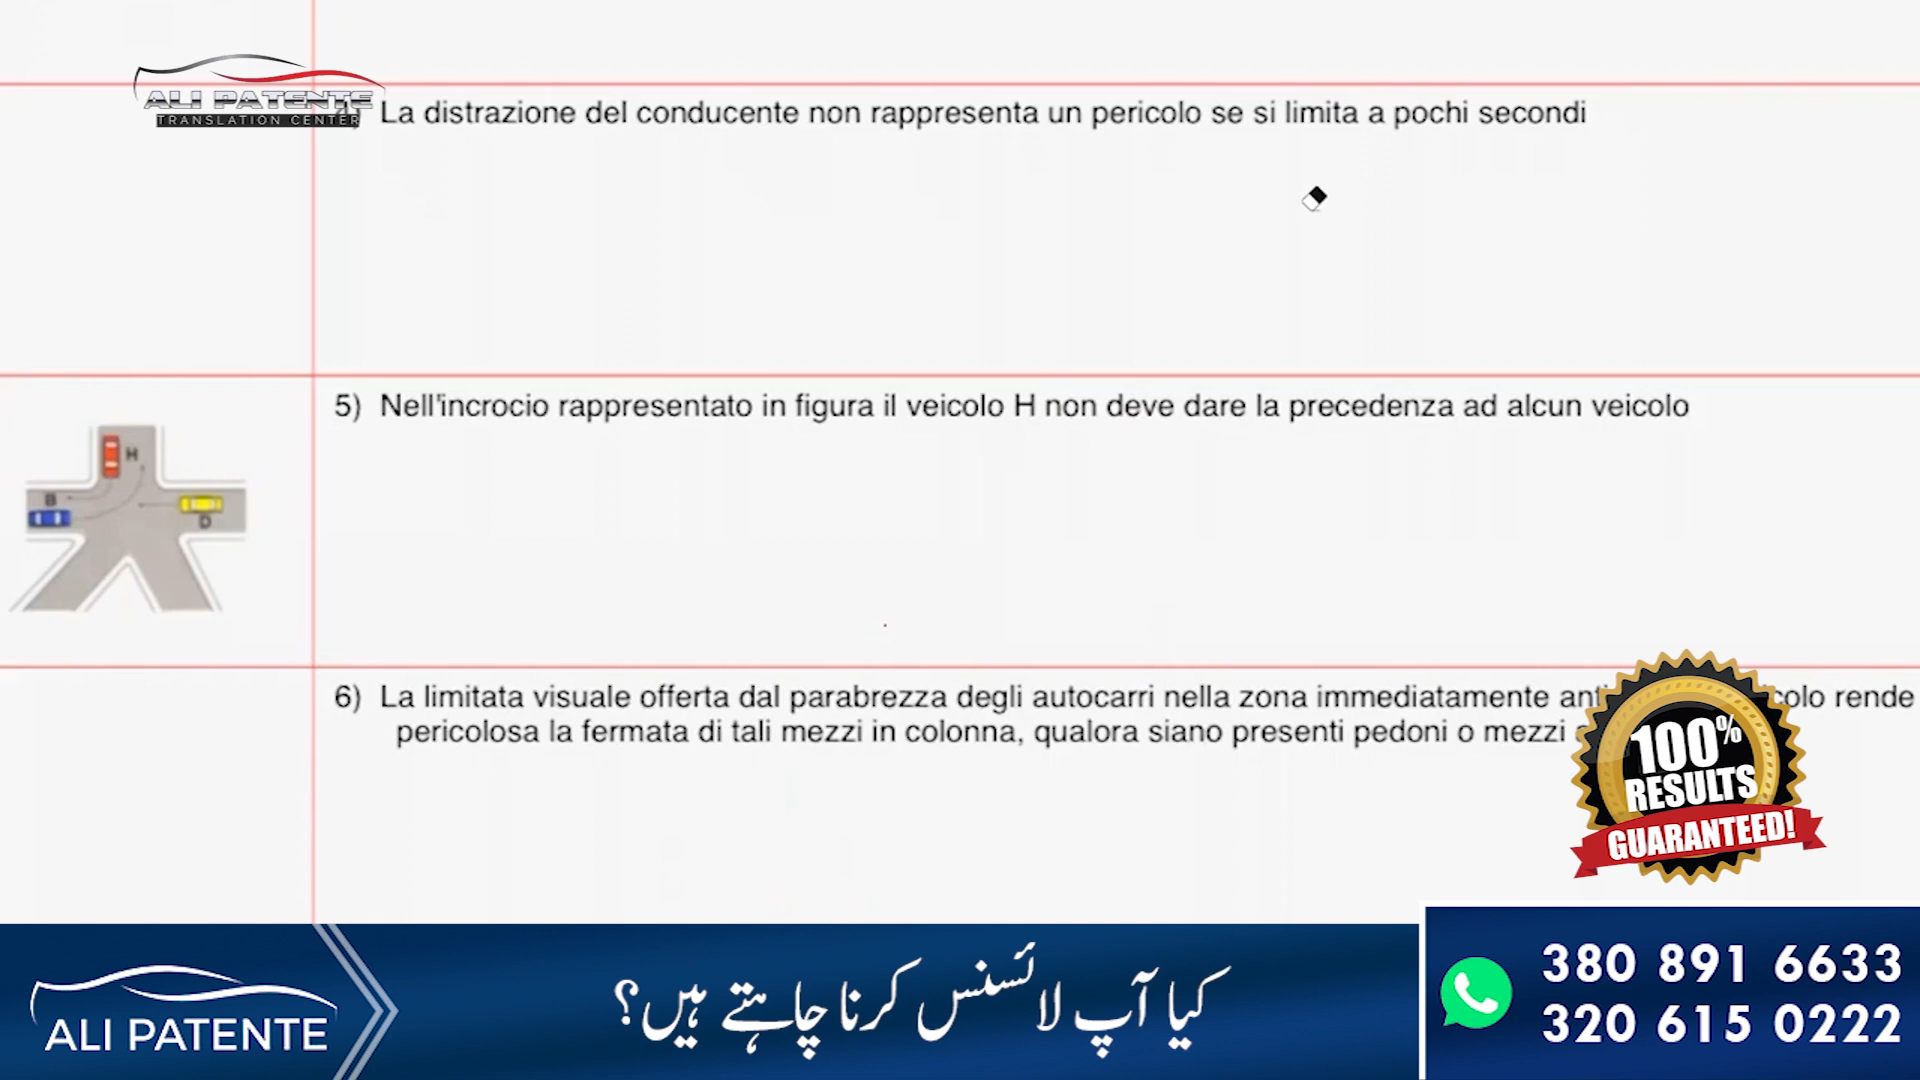 ALI PATENTE
TRANSLATION CENTER
La distrazione del conducente non rappresenta un pericolo se si limita a pochi secondi
5) Nell'incrocio rappresentato in figura il veicolo H non deve dare la precedenza ad alcun veicolo
H
B
D
6) La limitata visuale offerta dal parabrezza degli autocarri nella zona immediatamente rende
pericolosa la fermata di tali mezzi in colonna, qualora siano presenti pedoni o mezzi
100%
RESULTS
GUARANTEED!
ALI PATENTE
کیا آپ لائسنس کرنا چاہتے ہیں؟
380 891 6633
320 615 0222